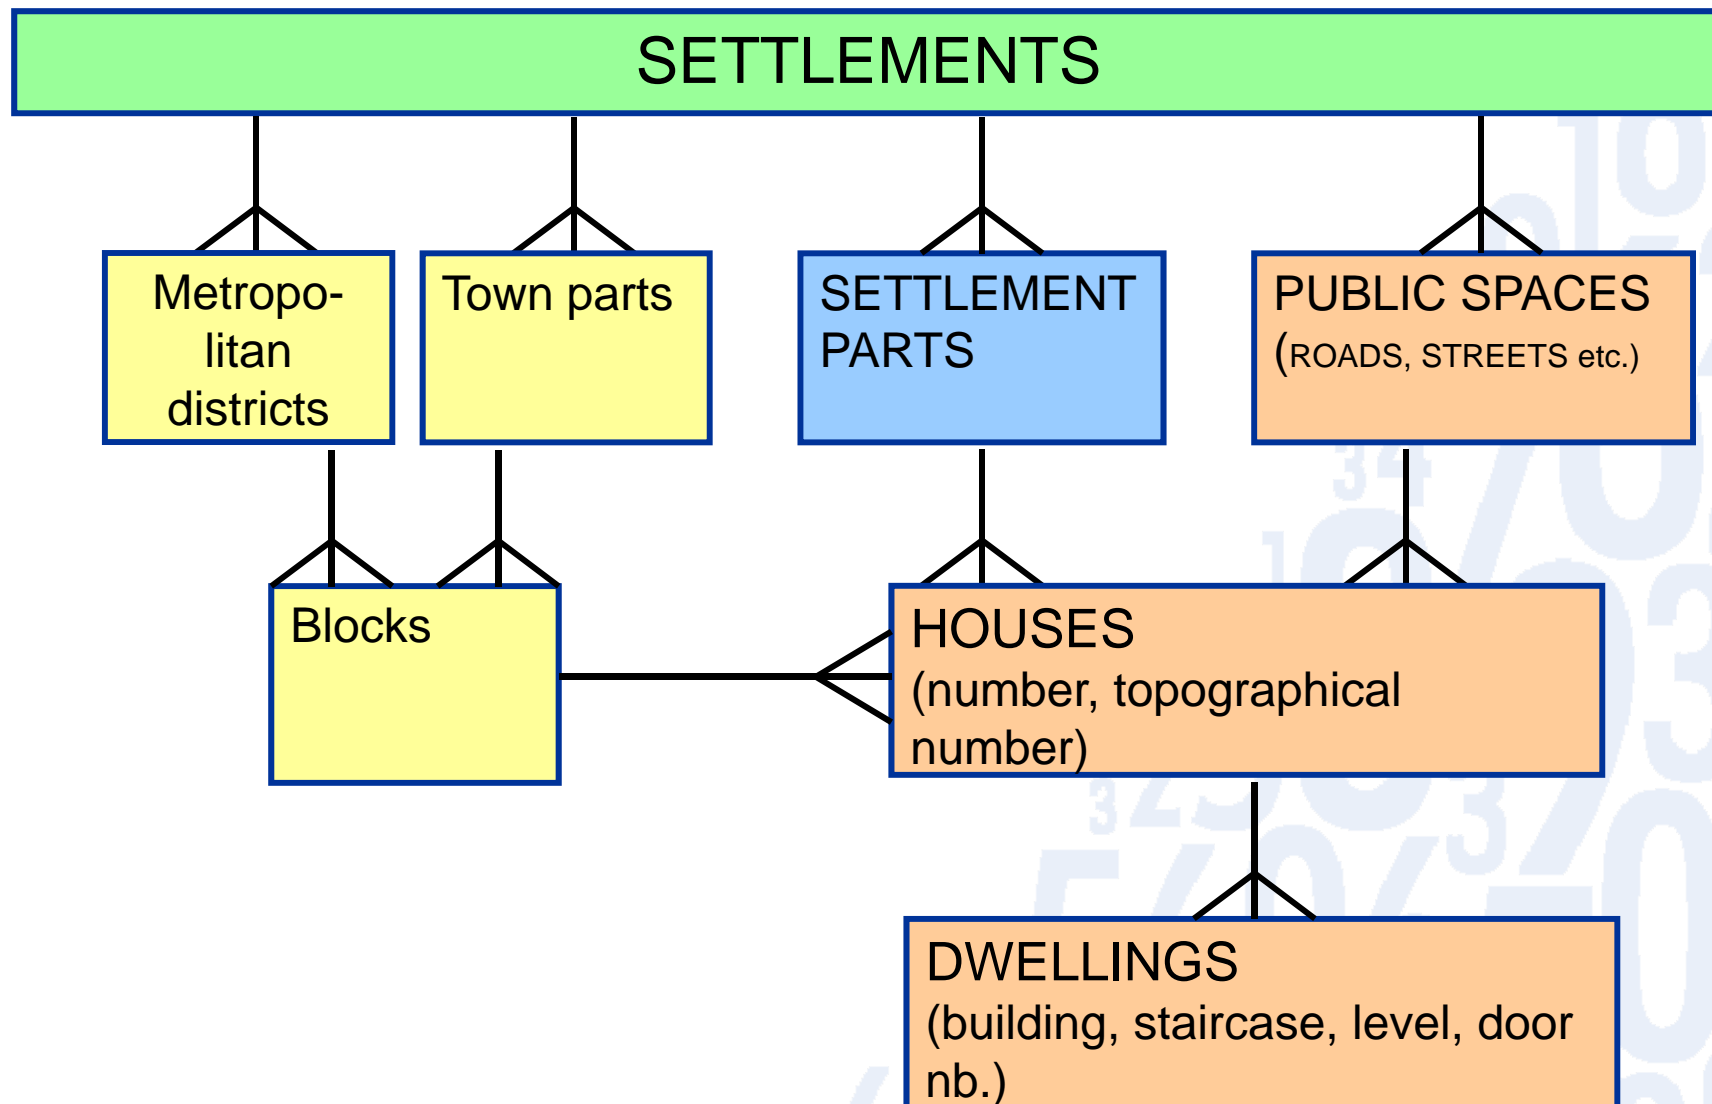 SETTLEMENTS
Metropo-
litan
districts
Town parts
SETTLEMENT
PARTS
PUBLIC SPACES
(ROADS, STREETS etc.)
Blocks
HOUSES
(number, topographical
number)
DWELLINGS
(building, staircase, level, door
nb.)